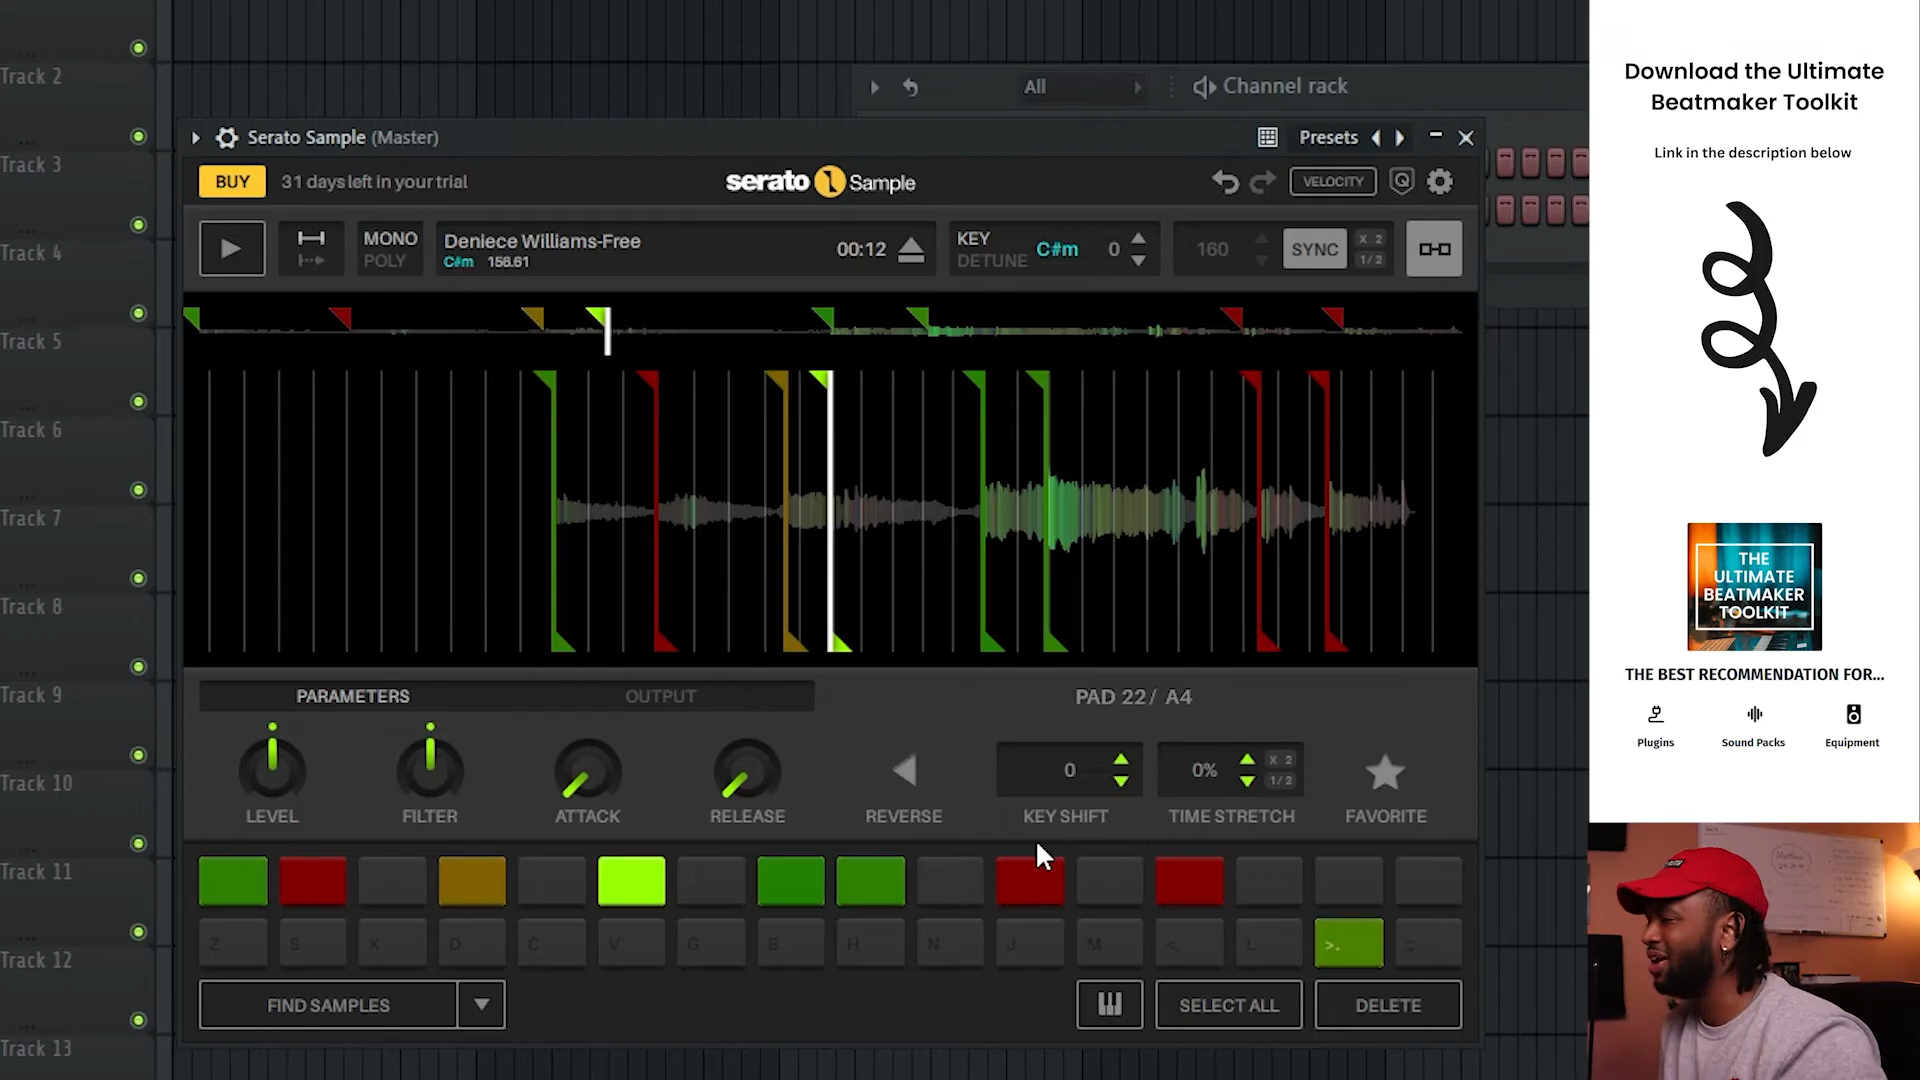 Track 2
Track 3
Track 4
Track 5
Track 6
Track 7
Track 8
Track 9
Track 10
Track 11
Track 12
Track 13
All
Channel rack
Serato Sample (Master)
Presets
BUY
31 days left in your trial
serato Sample
VELOCITY
MONO
POLY
Deniece Williams-Free
C#m 158.61
00:12
KEY
DETUNE
C#m
0
160
SYNC
X 2
1/2
PARAMETERS
OUTPUT
PAD 22/ A4
0
0%
X 2
1/2
LEVEL
FILTER
ATTACK
RELEASE
REVERSE
KEY SHIFT
TIME STRETCH
FAVORITE
Z S X D C V G B H N J M <, L >. :;
FIND SAMPLES
SELECT ALL
DELETE
Download the Ultimate
Beatmaker Toolkit
Link in the description below
THE
ULTIMATE
BEATMAKER
TOOLKIT
THE BEST RECOMMENDATION FOR...
Plugins
Sound Packs
Equipment